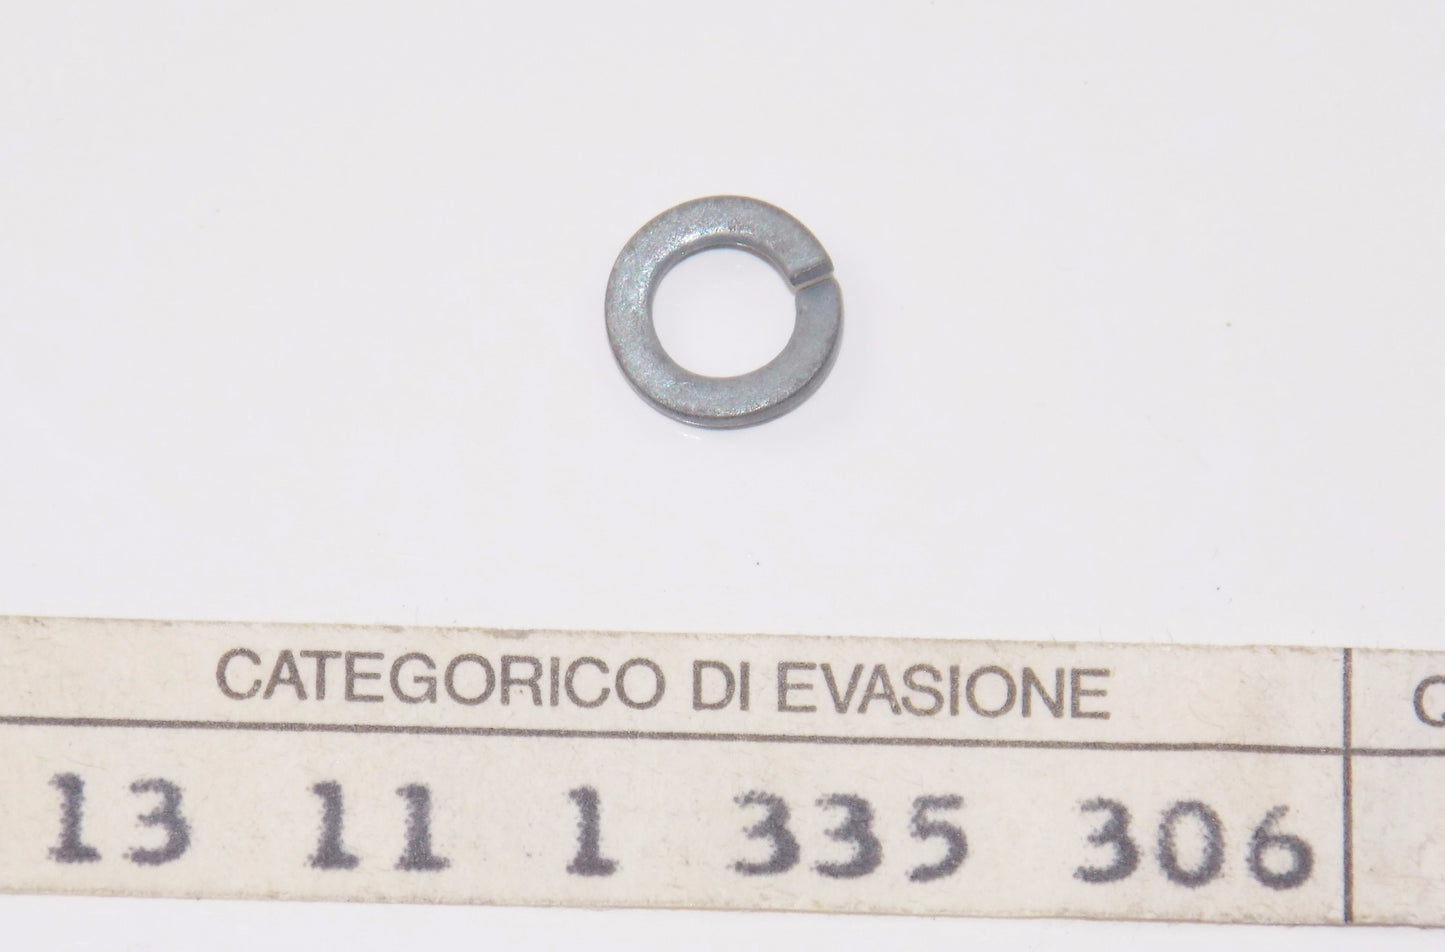 CATEGORICO DI EVASIONE
13 11 1 335 306